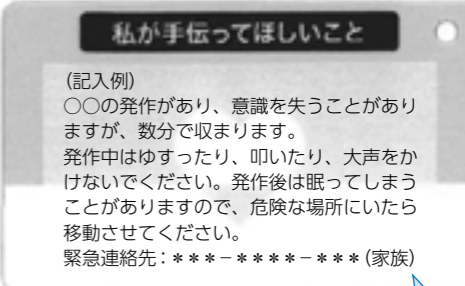 私が手伝ってほしいこと
(記入例)
○○の発作があり、意識を失うことがあり
ますが、数分で収まります。
発作中はゆすったり、叩いたり、大声をか
けないでください。発作後は眠ってしまう
ことがありますので、危険な場所にいたら
移動させてください。
緊急連絡先：＊＊＊－＊＊＊＊－＊＊＊(家族)